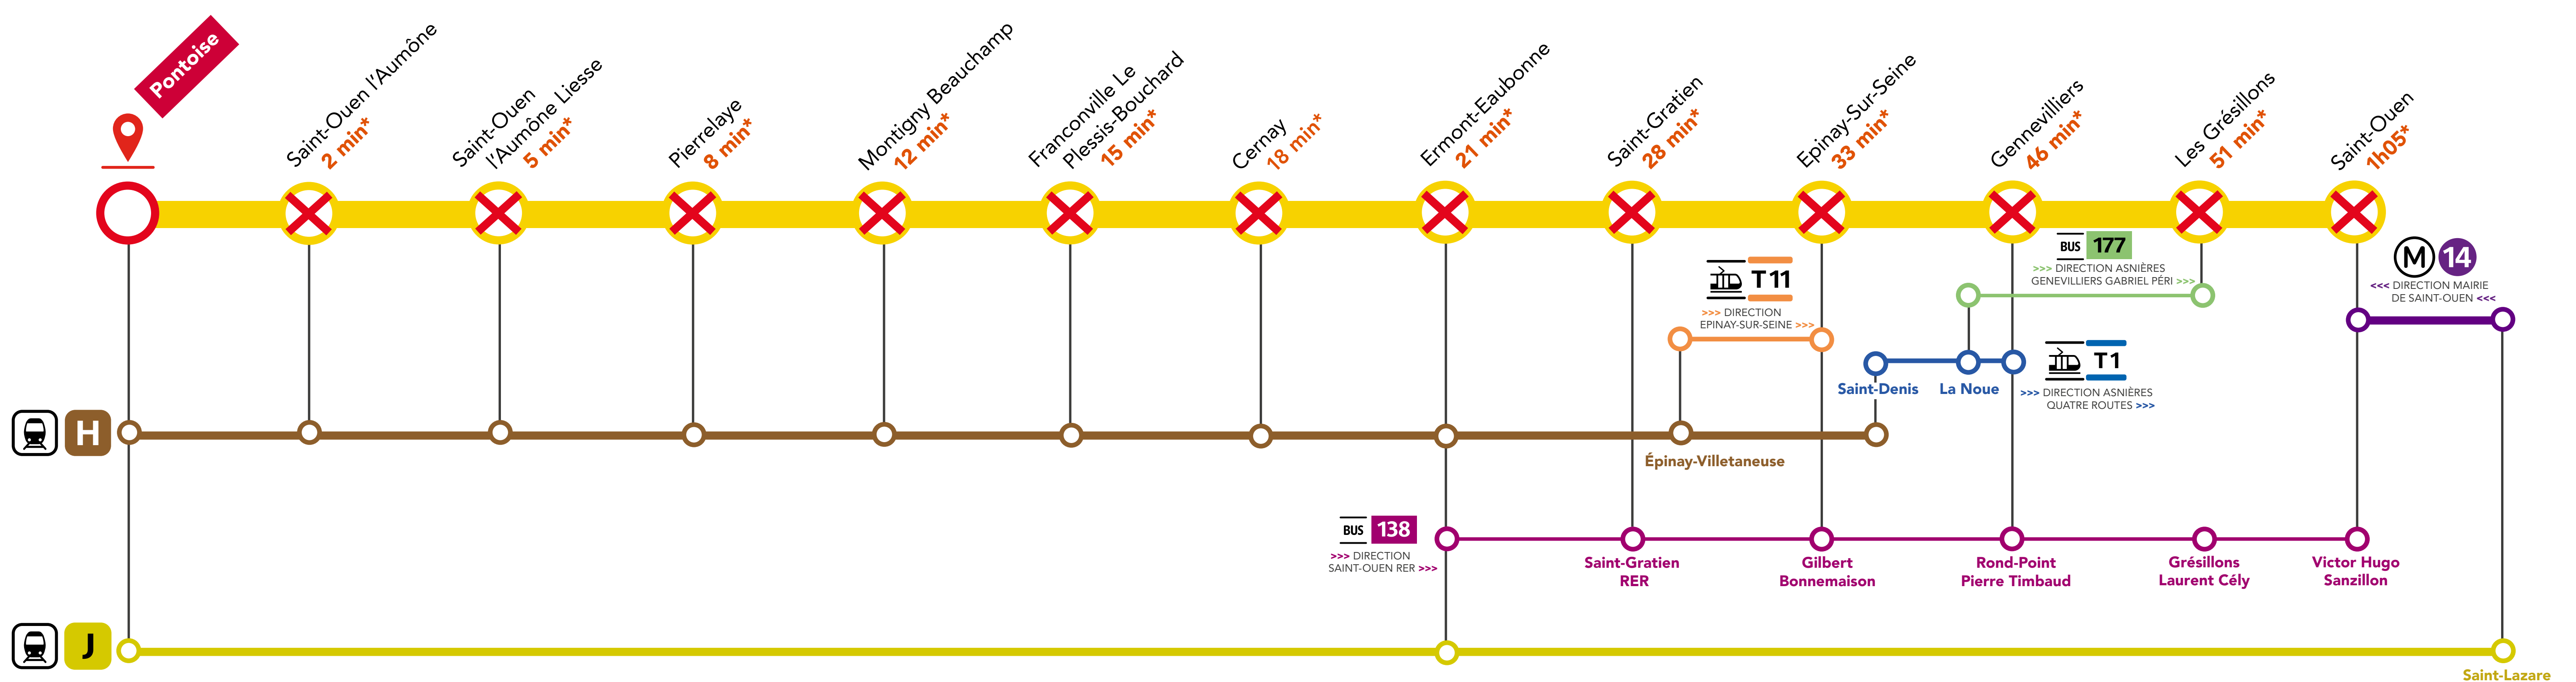 Pontoise
Saint-Ouen l'Aumône
2 min*
Saint-Ouen
l'Aumône Liesse
5 min*
Pierrelaye
8 min*
Montigny Beauchamp
12 min*
Franconville Le
Plessis-Bouchard
15 min*
Cernay
18 min*
Ermont-Eaubonne
21 min*
Saint-Gratien
28 min*
Epinay-Sur-Seine
33 min*
Gennevilliers
46 min*
Les Grésillons
51 min*
Saint-Ouen
1h05*
BUS 177
>>> DIRECTION ASNIÈRES
GENEVILLIERS GABRIEL PÉRI >>>
M 14
<<< DIRECTION MAIRIE
DE SAINT-OUEN <<<
T11
>>> DIRECTION
EPINAY-SUR-SEINE >>>
T1
>>> DIRECTION ASNIÈRES
QUATRE ROUTES >>>
Saint-Denis
La Noue
H
Épinay-Villetaneuse
BUS 138
>>> DIRECTION
SAINT-OUEN RER >>>
Saint-Gratien
RER
Gilbert
Bonnemaison
Rond-Point
Pierre Timbaud
Grésillons
Laurent Cély
Victor Hugo
Sanzillon
J
Saint-Lazare